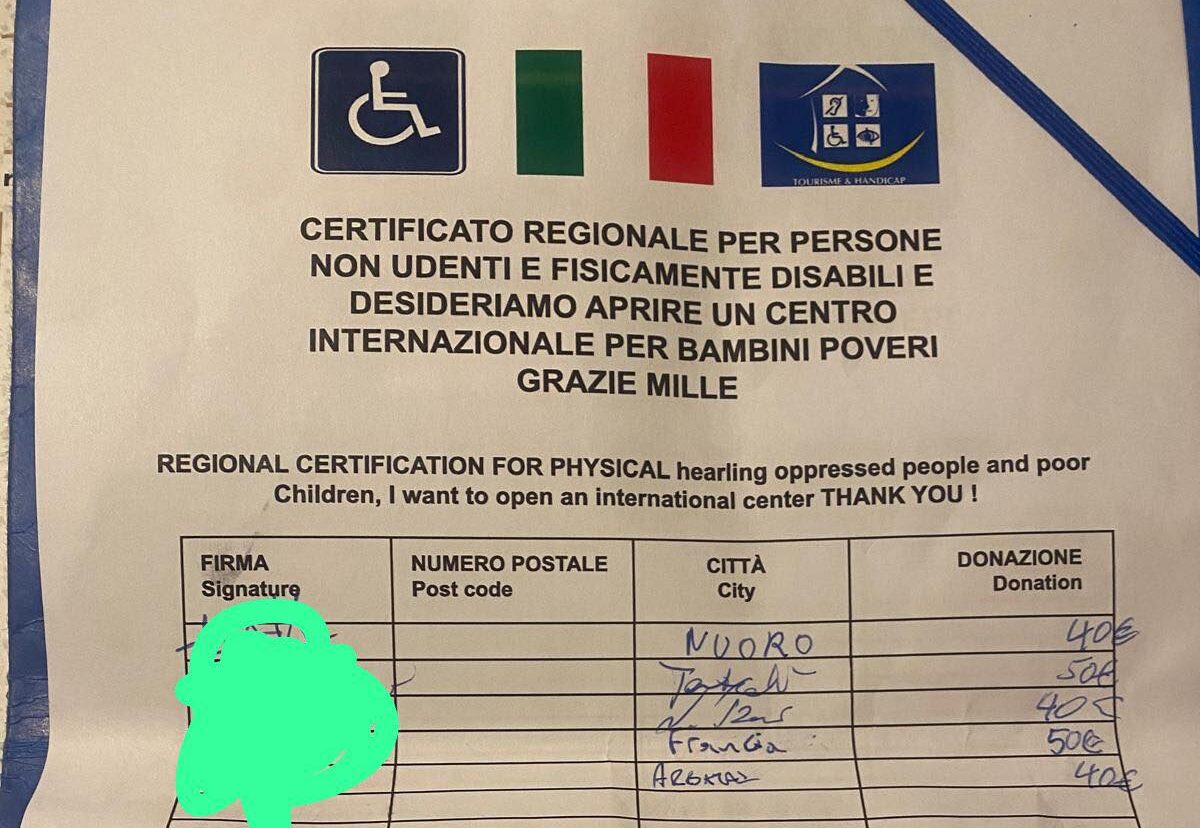 TOURISME & HANDICAP
CERTIFICATO REGIONALE PER PERSONE
NON UDENTI E FISICAMENTE DISABILI E
DESIDERIAMO APRIRE UN CENTRO
INTERNAZIONALE PER BAMBINI POVERI
GRAZIE MILLE
REGIONAL CERTIFICATION FOR PHYSICAL hearling oppressed people and poor
Children, I want to open an international center THANK YOU !
FIRMA NUMERO POSTALE CITTÀ DONAZIONE
Signature Post code City Donation
NUORO 40€
50€
40€
Francia 50€
40€